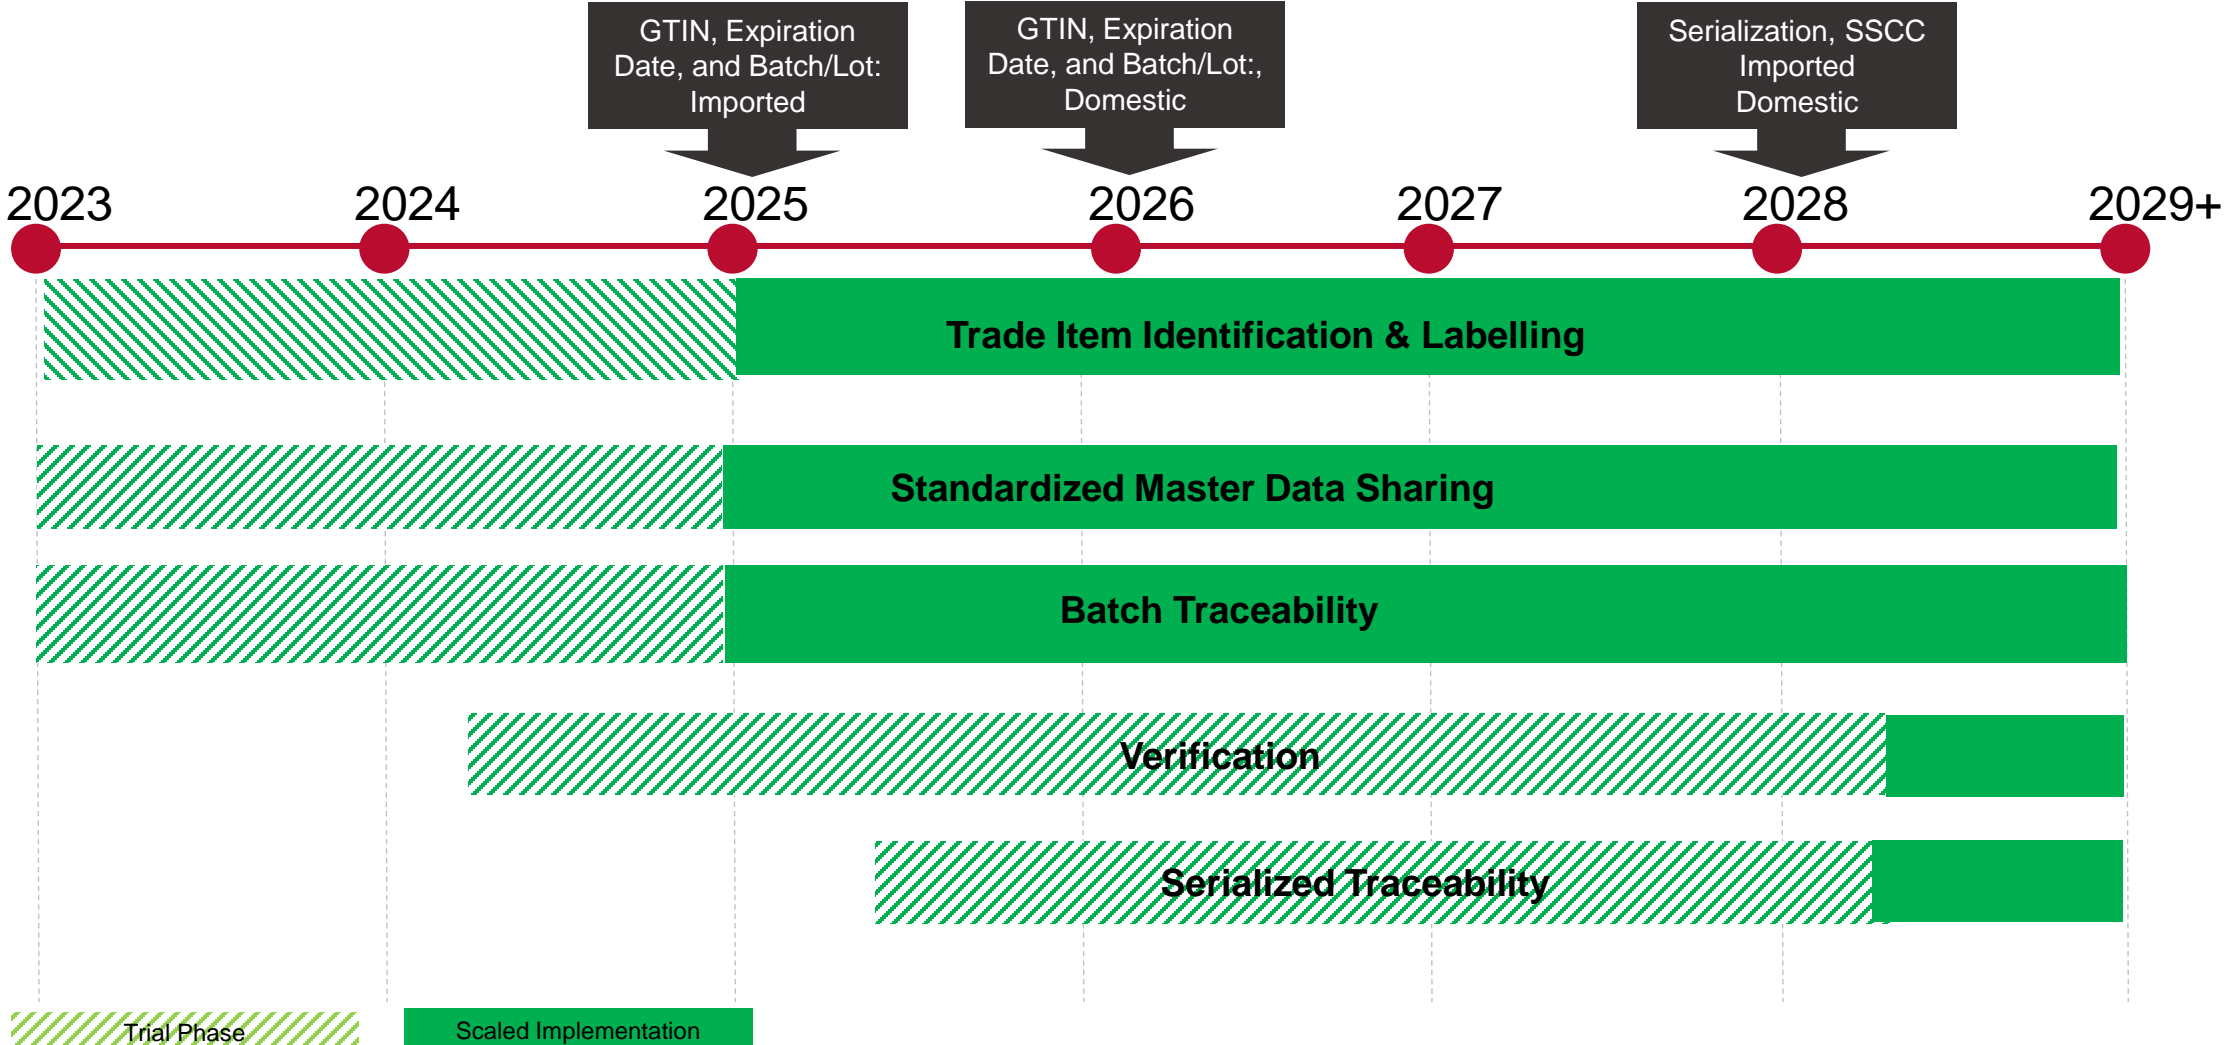 GTIN, Expiration
Date, and Batch/Lot:
Imported
GTIN, Expiration
Date, and Batch/Lot:,
Domestic
Serialization, SSCC
Imported
Domestic
2023
2024
2025
2026
2027
2028
2029+
Trade Item Identification & Labelling
Standardized Master Data Sharing
Batch Traceability
Verification
Serialized Traceability
Trial Phase
Scaled Implementation